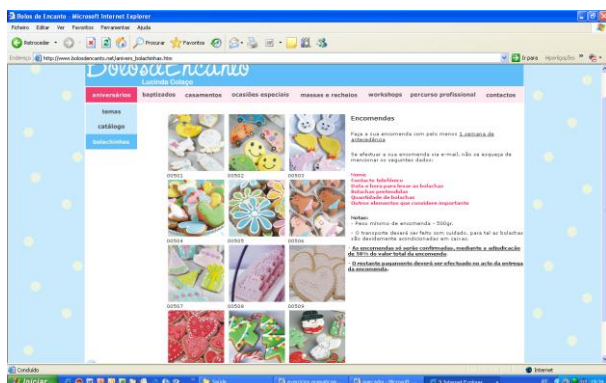 Bolos de Encanto - Microsoft Internet Explorer
Ficheiro Editar Ver Favoritos Ferramentas Ajuda
Retroceder Procurar Favoritos
Endereço http://www.bolosdencanto.net/anivers_bolachinhas.htm Ir para Hiperligações
BolosdEncanto
Lucinda Colaço
aniversários baptizados casamentos ocasiões especiais massas e recheios workshops percurso profissional contactos
temas
catálogo
bolachinhas
00501 00502 00503
00504 00505 00506
00507 00508 00509
Encomendas
Faça a sua encomenda com pelo menos 1 semana de
antecedência
Se efectuar a sua encomenda via e-mail, não se esqueça de
mencionar os seguintes dados:
Nome
Contacto telefónico
Data e hora para levar as bolachas
Bolachas pretendidas
Quantidade de bolachas
Outros elementos que considere importante
Notas:
- Peso mínimo de encomenda - 500gr.
- O transporte deverá ser feito com cuidado, para tal as bolachas
são devidamente acondicionadas em caixas.
- As encomendas só serão confirmadas, mediante a adjudicação
de 50% do valor total da encomenda.
- O restante pagamento deverá ser efectuado no acto da entrega
da encomenda.
Concluído Internet
Iniciar Saúde